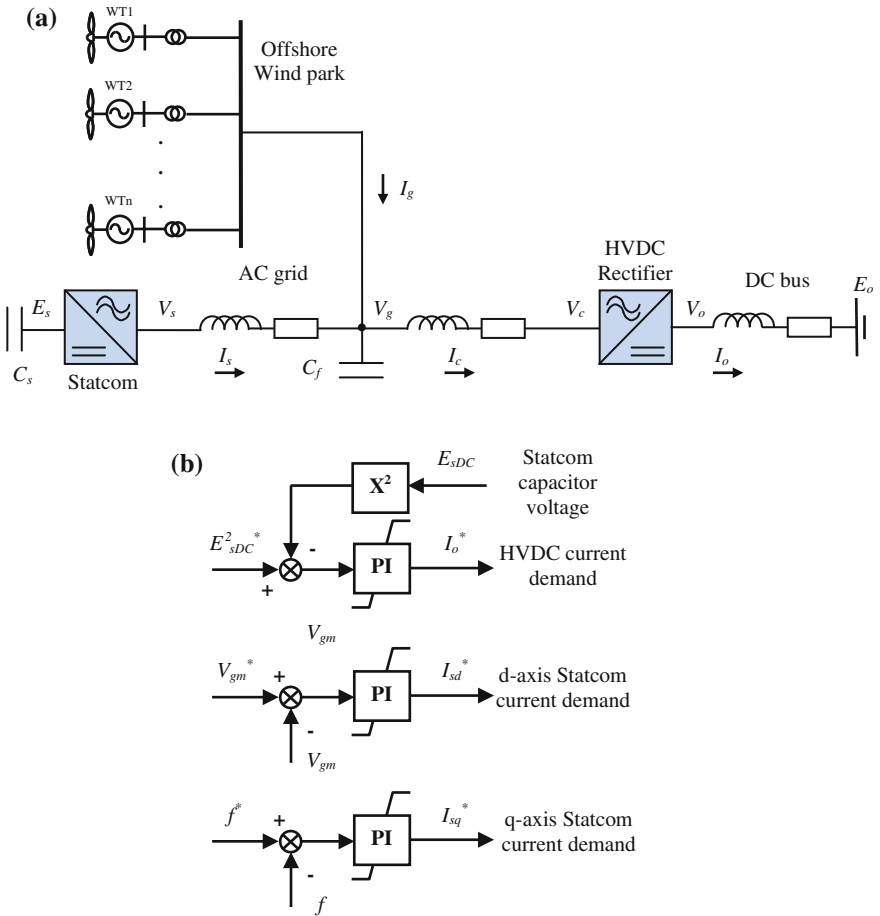 (a)
WT1
Offshore
Wind park
WT2
.
.
.
WTn
I_g
AC grid
HVDC
Rectifier
DC bus
E_s
V_s
V_g
V_c
V_o
E_o
C_s
Statcom
I_s
C_f
I_c
I_o
(b)
X^2
E_sDC
Statcom
capacitor
voltage
E^2_sDC^*
-
+
PI
I_o^*
HVDC current
demand
V_gm
V_gm^*
+
-
PI
I_sd^*
d-axis Statcom
current demand
V_gm
f^*
+
-
PI
I_sq^*
q-axis Statcom
current demand
f